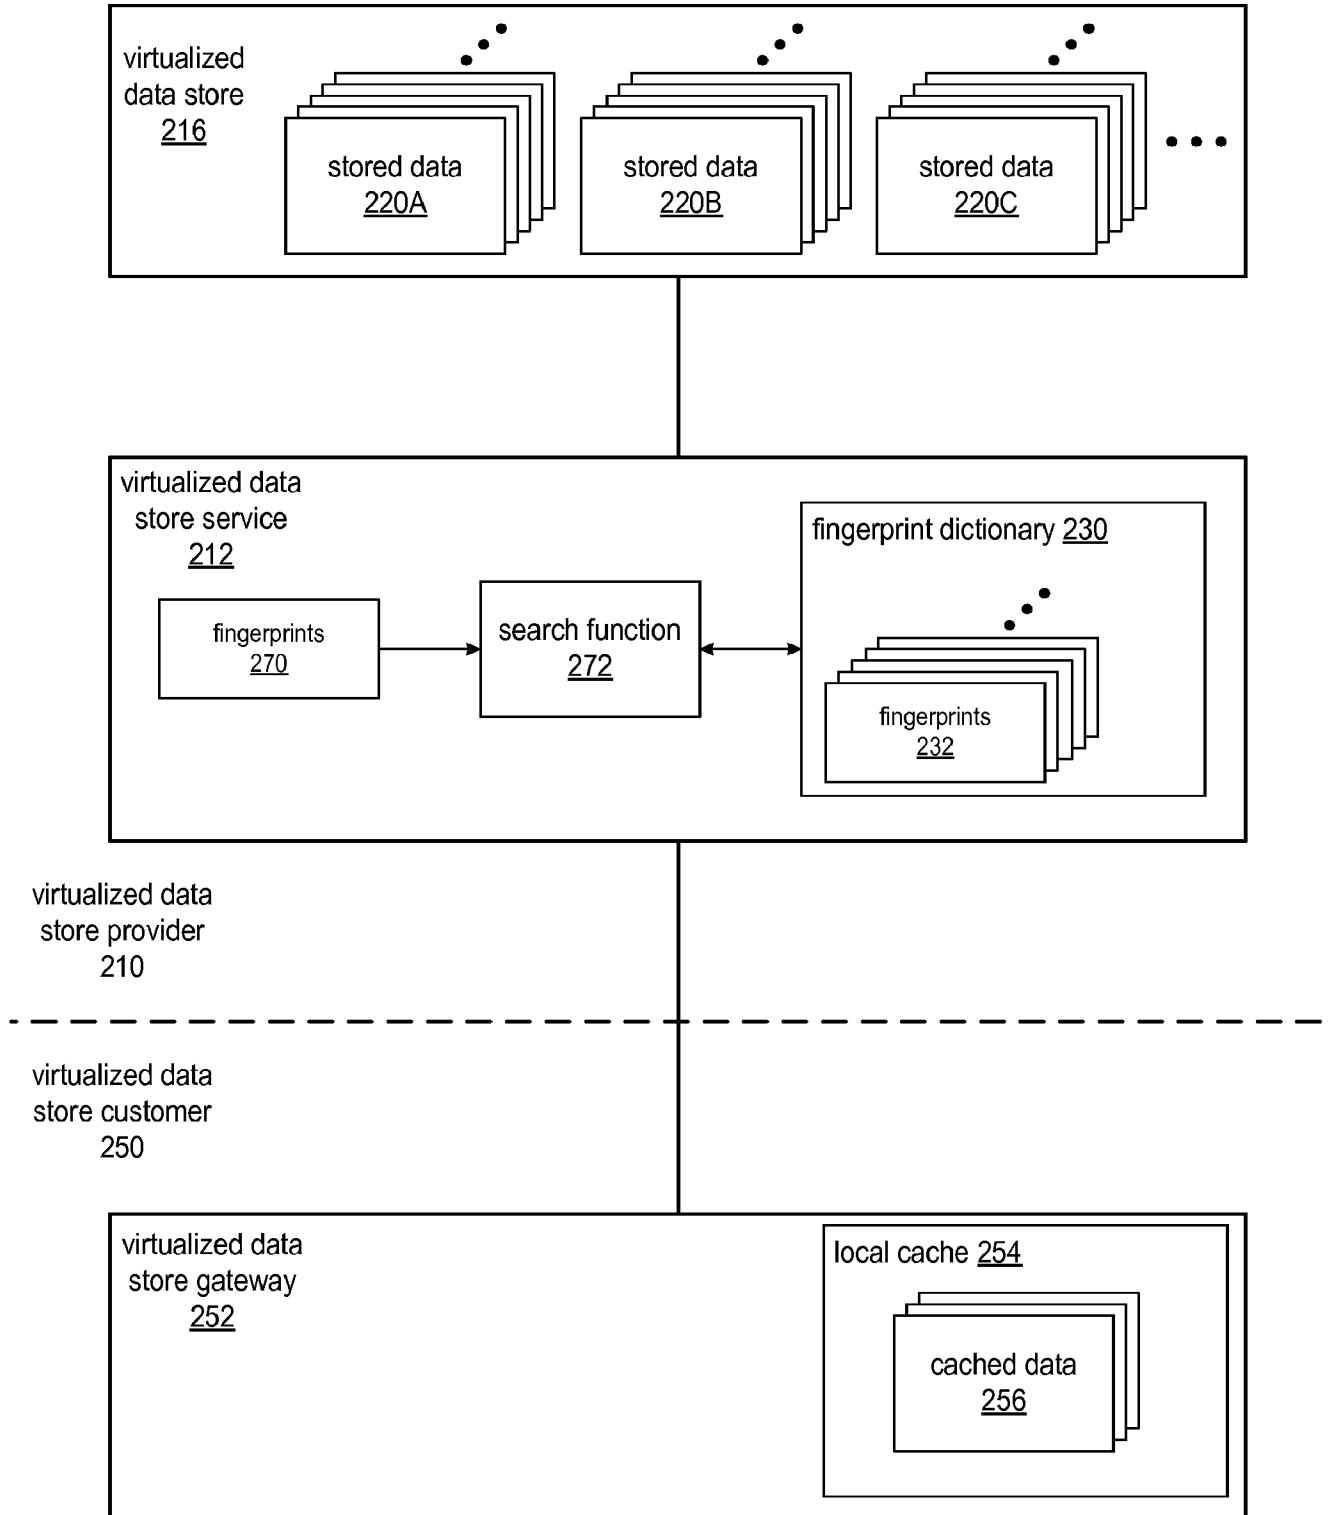 virtualized
data store
216
stored data
220A
stored data
220B
stored data
220C
virtualized data
store service
212
fingerprint dictionary 230
fingerprints
270
search function
272
fingerprints
232
virtualized data
store provider
210
virtualized data
store customer
250
virtualized data
store gateway
252
local cache 254
cached data
256